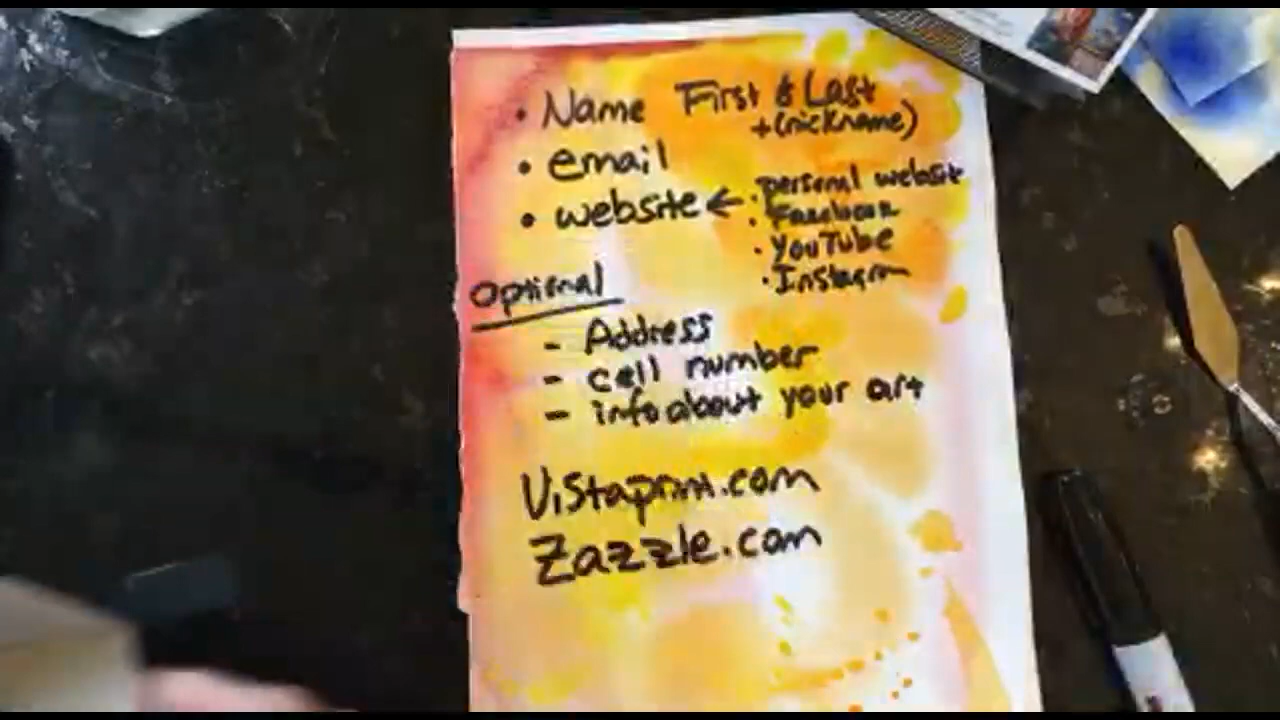 • Name First & Last
+(nickname)
• email
• website ← • personal website
• Facebook
• YouTube
• Instagrm
Optional
- Address
- cell number
- info about your art
Vistaprint.com
Zazzle.com